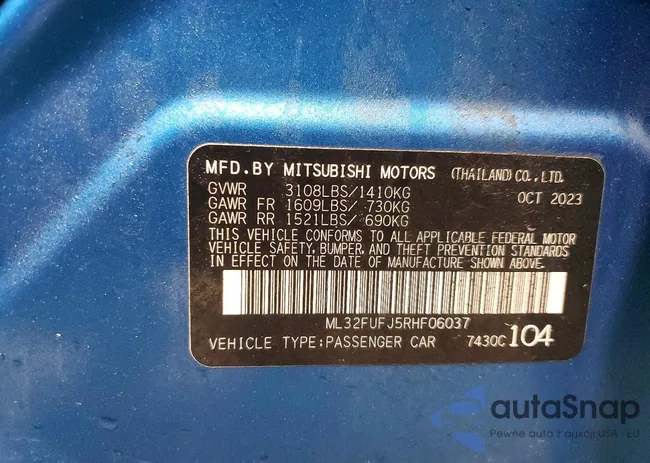 MFD.BY MITSUBISHI MOTORS (THAILAND) CO.,LTD.
GVWR 3108LBS/1410KG OCT 2023
GAWR FR 1609LBS/ 730KG
GAWR RR 1521LBS/ 690KG
THIS VEHICLE CONFORMS TO ALL APPLICABLE FEDERAL MOTOR
VEHICLE SAFETY, BUMPER, AND THEFT PREVENTION STANDARDS
IN EFFECT ON THE DATE OF MANUFACTURE SHOWN ABOVE.
ML32FUFJ5RHF06037
VEHICLE TYPE:PASSENGER CAR 7430C 104
autaSnap
Pewne auta z aukcji USA - EU